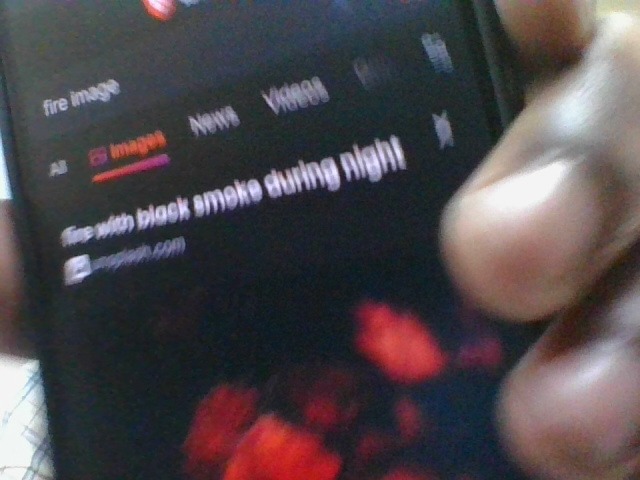 fire image
All Images News Videos
fire with black smoke during night
unsplash.com